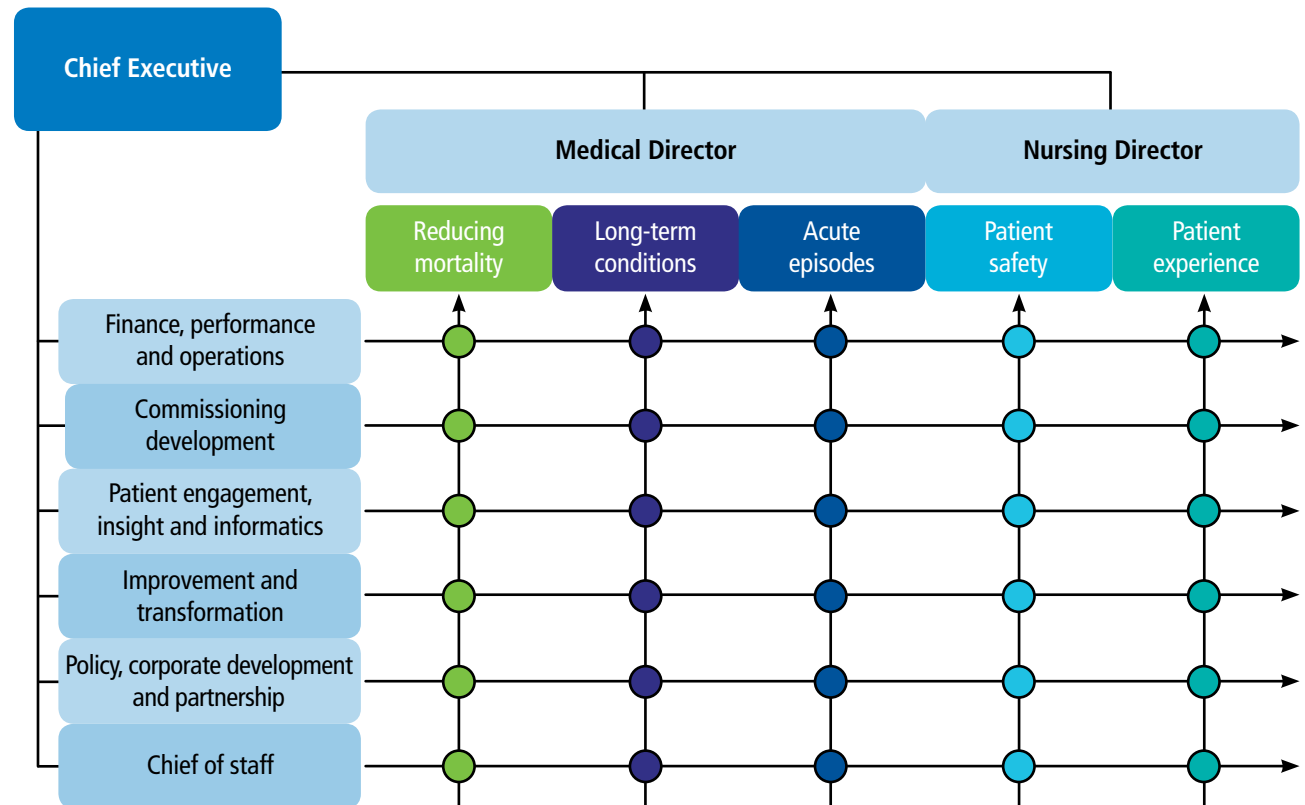 Chief Executive
Medical Director
Nursing Director
Reducing
mortality
Long-term
conditions
Acute
episodes
Patient
safety
Patient
experience
Finance, performance
and operations
Commissioning
development
Patient engagement,
insight and informatics
Improvement and
transformation
Policy, corporate development
and partnership
Chief of staff